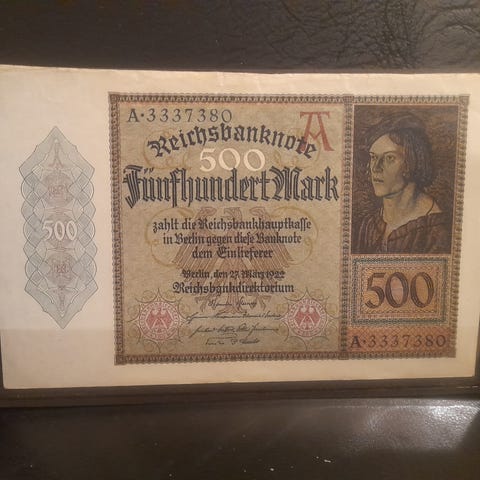 A·3337380
Reichsbanknote
A
500
Fünfhundert Mark
zahlt die Reichsbankhauptkasse
in Berlin gegen diese Banknote
dem Einlieferer
Berlin, den 27. März 1922
Reichsbankdirektorium
500
500
A·3337380